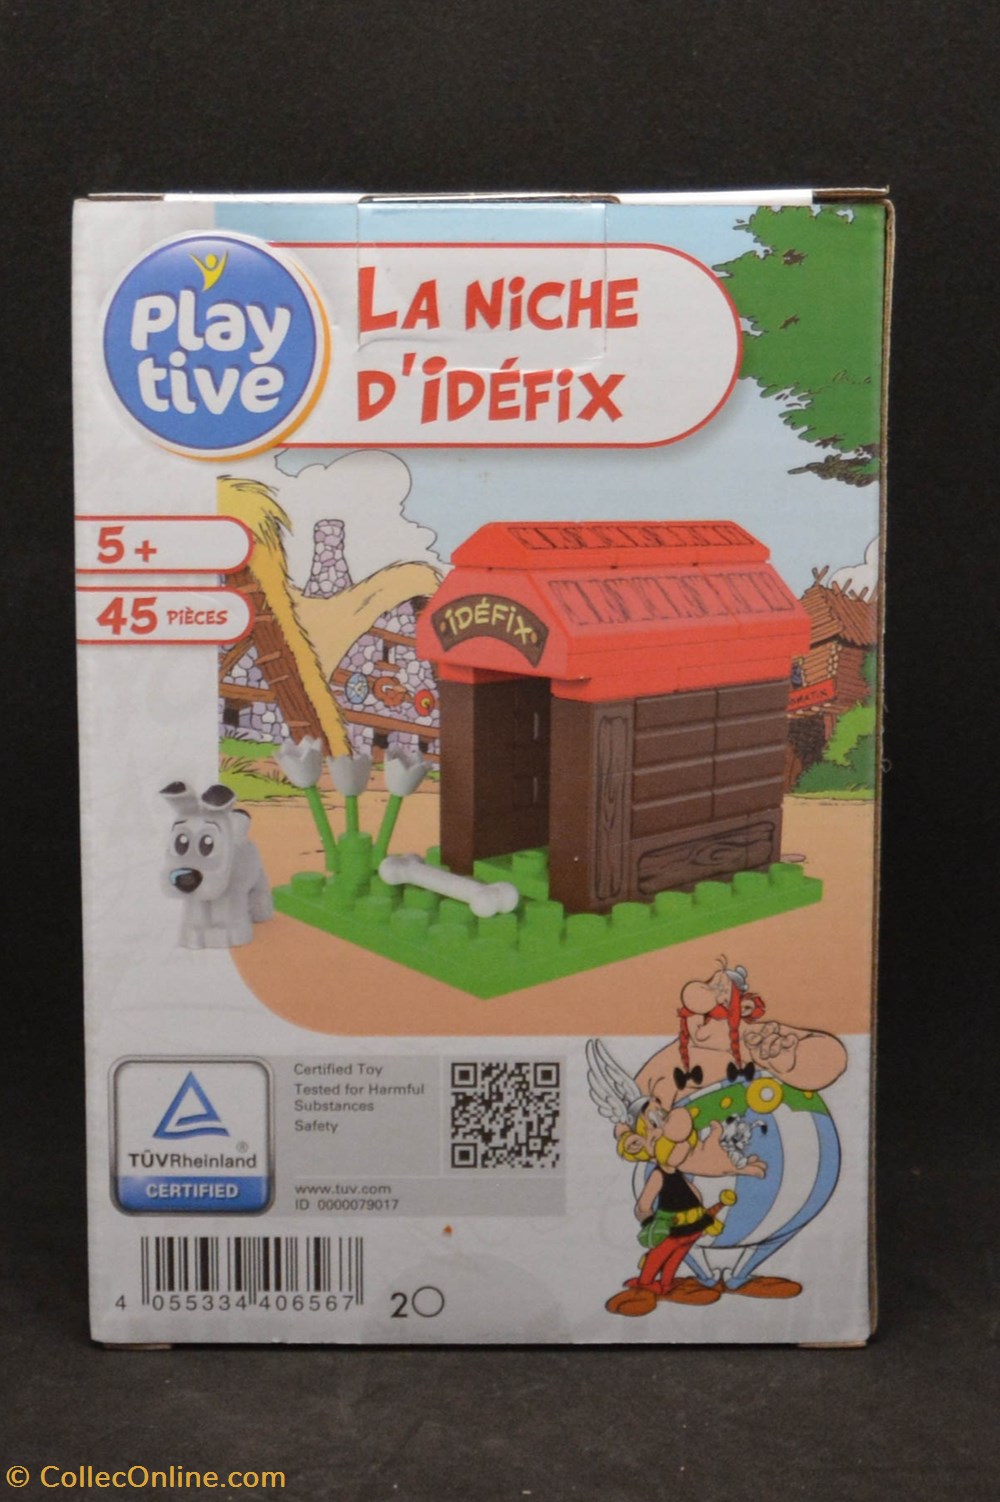 Play
tive
LA NiCHE
D'iDÉFiX
5+
45 PIÈCES
iDÉFiX
Certified Toy
Tested for Harmful
Substances
Safety
TÜVRheinland®
CERTIFIED
www.tuv.com
ID 0000079017
4 055334 406567
2
© CollecOnline.com